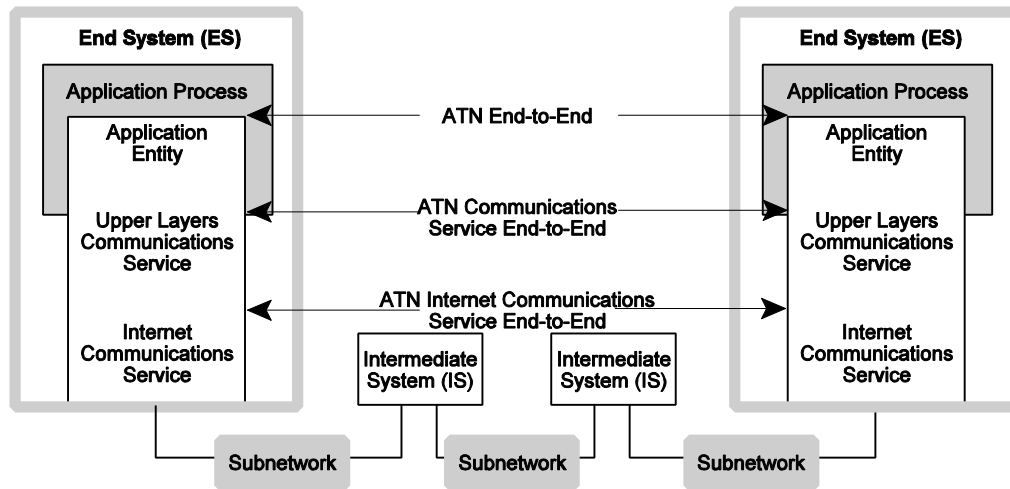 End System (ES)
Application Process
Application
Entity
Upper Layers
Communications
Service
Internet
Communications
Service
ATN End-to-End
ATN Communications
Service End-to-End
ATN Internet Communications
Service End-to-End
Intermediate
System (IS)
Intermediate
System (IS)
End System (ES)
Application Process
Application
Entity
Upper Layers
Communications
Service
Internet
Communications
Service
Subnetwork
Subnetwork
Subnetwork